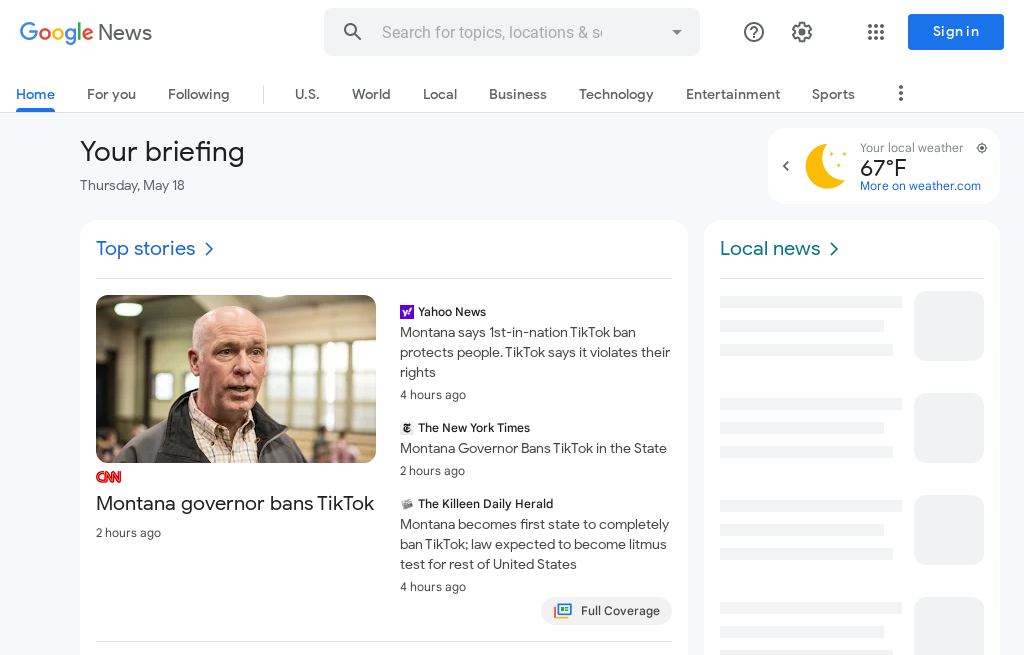 Google News
Search for topics, locations & so
Sign in
Home
For you
Following
U.S.
World
Local
Business
Technology
Entertainment
Sports
Your briefing
Thursday, May 18
Your local weather
67°F
More on weather.com
Top stories
CNN
Montana governor bans TikTok
2 hours ago
Yahoo News
Montana says 1st-in-nation TikTok ban
protects people. TikTok says it violates their
rights
4 hours ago
The New York Times
Montana Governor Bans TikTok in the State
2 hours ago
The Killeen Daily Herald
Montana becomes first state to completely
ban TikTok; law expected to become litmus
test for rest of United States
4 hours ago
Full Coverage
Local news